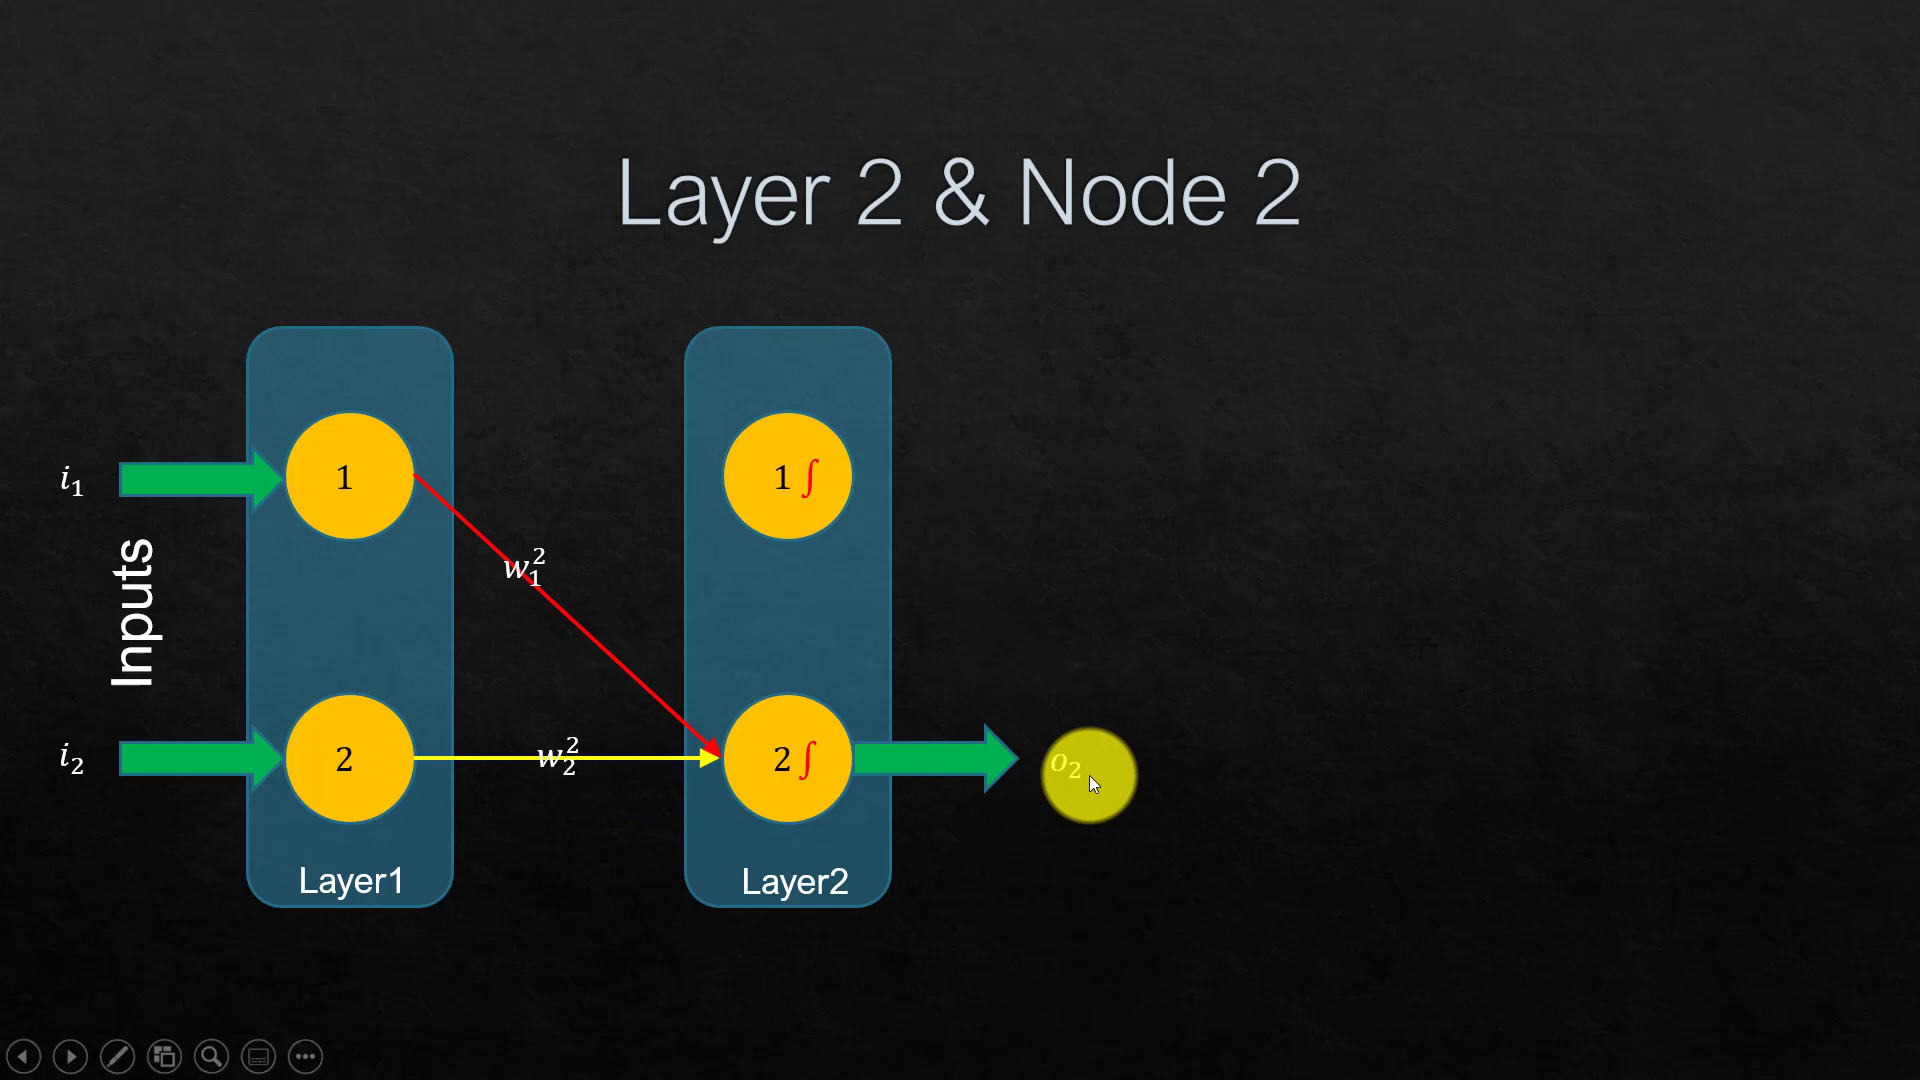 Layer 2 & Node 2
i₁
1
1 ∫
w₁²
Inputs
i₂
2
w₂²
2 ∫
o₂
Layer1
Layer2